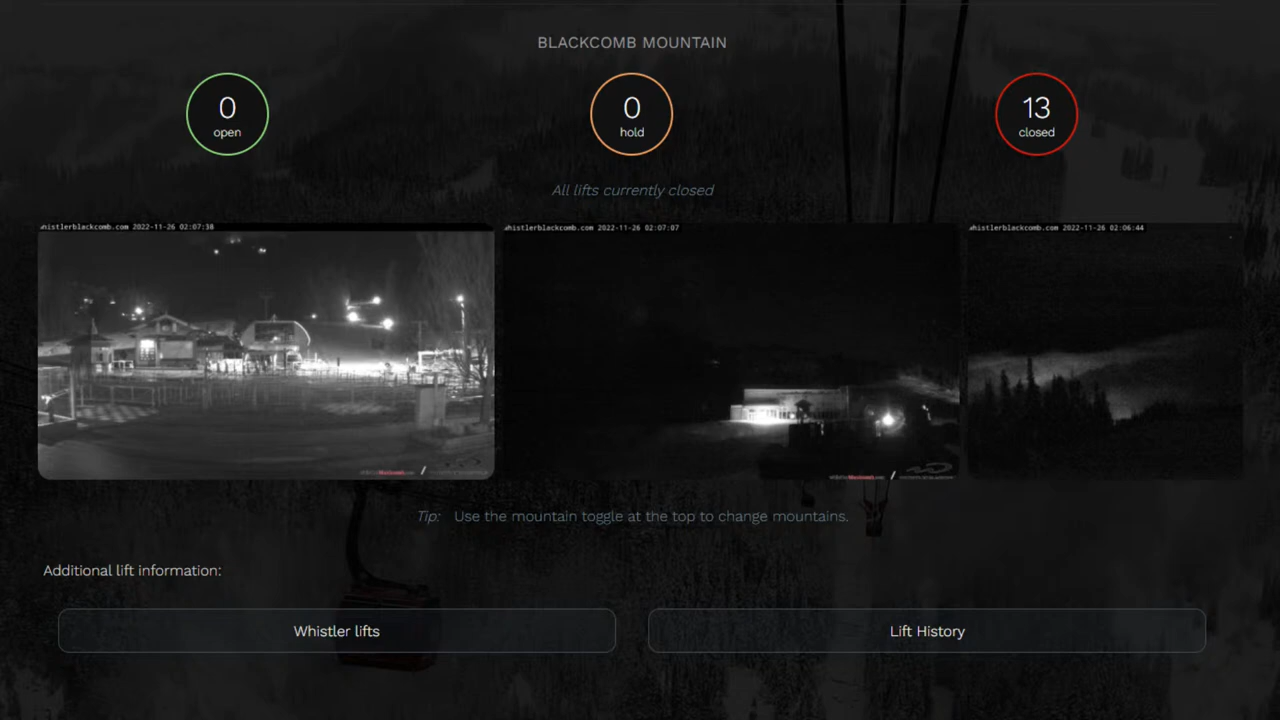 BLACKCOMB MOUNTAIN
0
open
0
hold
13
closed
All lifts currently closed
whistlerblackcomb.com 2022-11-26 02:07:38
whistlerblackcomb.com 2022-11-26 02:07:07
whistlerblackcomb.com 2022-11-26 02:06:44
Tip: Use the mountain toggle at the top to change mountains.
Additional lift information:
Whistler lifts
Lift History